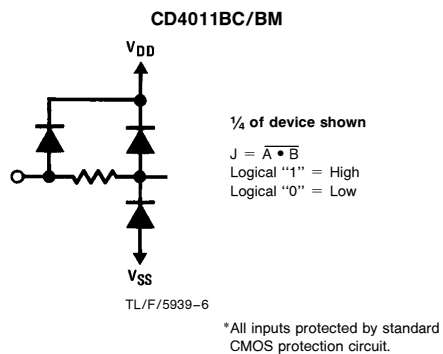 CD4011BC/BM
VDD
¼ of device shown
J = A • B
Logical “1” = High
Logical “0” = Low
VSS
TL/F/5939–6
*All inputs protected by standard
CMOS protection circuit.